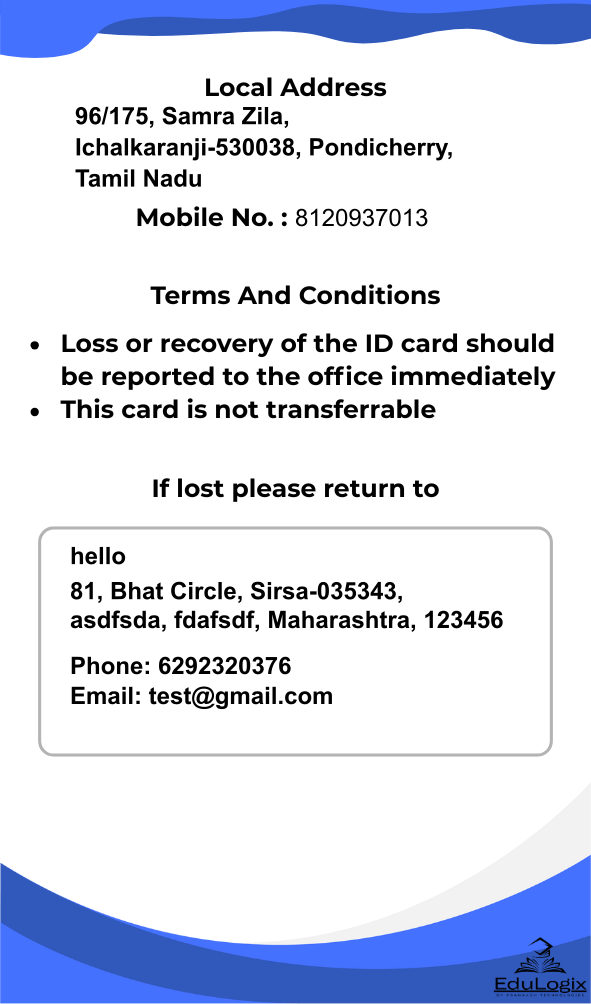 Local Address
96/175, Samra Zila,
Ichalkaranji-530038, Pondicherry,
Tamil Nadu
Mobile No. : 8120937013
Terms And Conditions
• Loss or recovery of the ID card should
be reported to the office immediately
• This card is not transferrable
If lost please return to
hello
81, Bhat Circle, Sirsa-035343,
asdfsda, fdafsdf, Maharashtra, 123456
Phone: 6292320376
Email: test@gmail.com
EduLogix